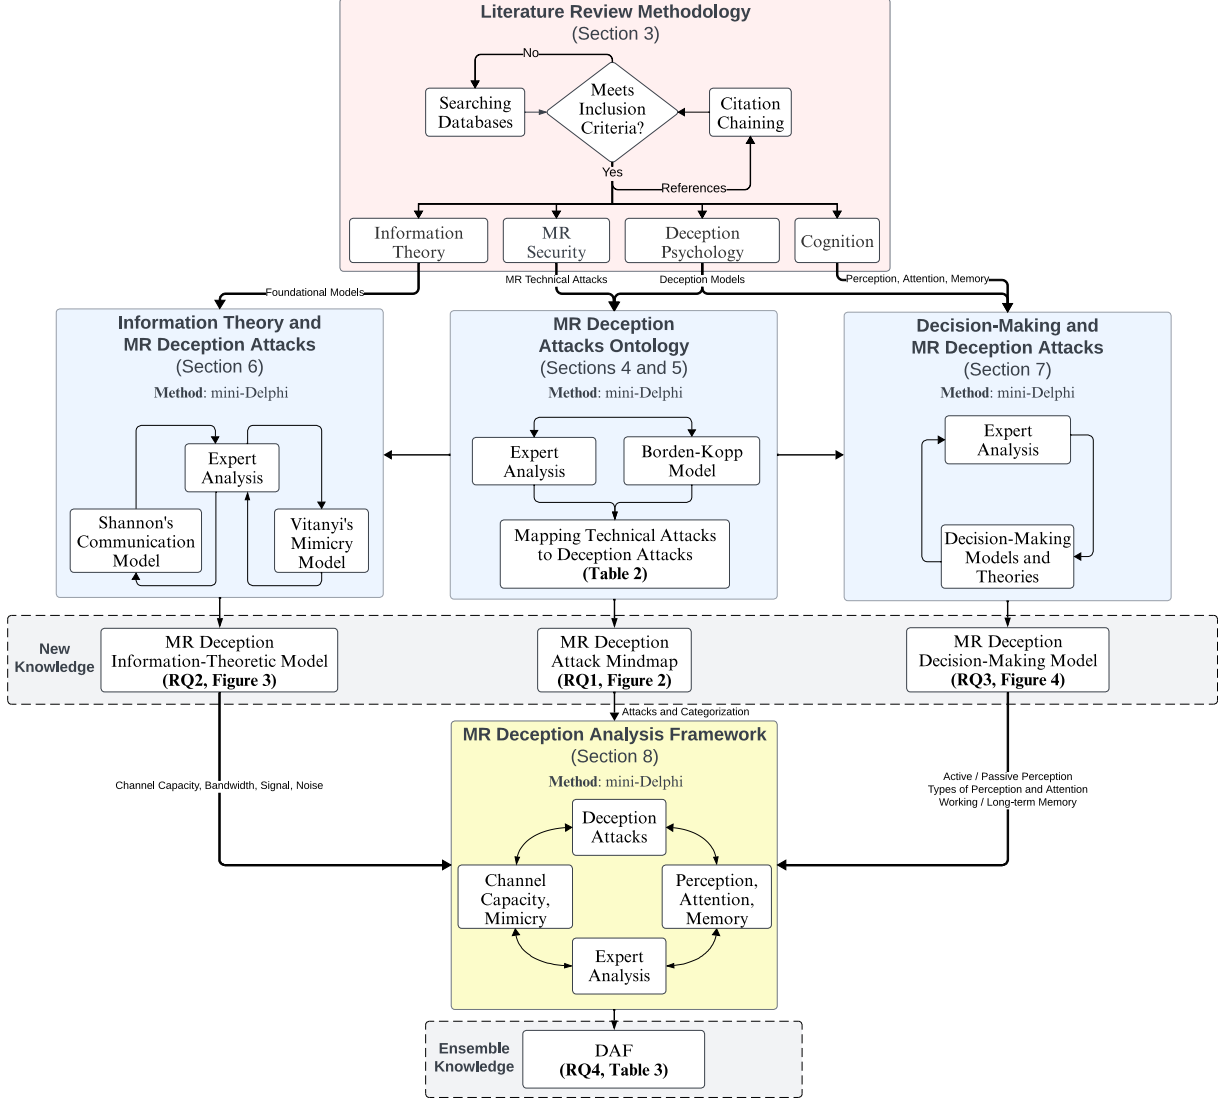 Literature Review Methodology
(Section 3)
No
Searching
Databases
Meets
Inclusion
Criteria?
Citation
Chaining
Yes
References
Information
Theory
MR
Security
Deception
Psychology
Cognition
Foundational Models
MR Technical Attacks
Deception Models
Perception, Attention, Memory
Information Theory and
MR Deception Attacks
(Section 6)
Method: mini-Delphi
Expert
Analysis
Shannon's
Communication
Model
Vitanyi's
Mimicry
Model
MR Deception
Attacks Ontology
(Sections 4 and 5)
Method: mini-Delphi
Expert
Analysis
Borden-Kopp
Model
Mapping Technical Attacks
to Deception Attacks
(Table 2)
Decision-Making and
MR Deception Attacks
(Section 7)
Method: mini-Delphi
Expert
Analysis
Decision-Making
Models and
Theories
New
Knowledge
MR Deception
Information-Theoretic Model
(RQ2, Figure 3)
MR Deception
Attack Mindmap
(RQ1, Figure 2)
MR Deception
Decision-Making Model
(RQ3, Figure 4)
Attacks and Categorization
Channel Capacity, Bandwidth, Signal, Noise
Active / Passive Perception
Types of Perception and Attention
Working / Long-term Memory
MR Deception Analysis Framework
(Section 8)
Method: mini-Delphi
Deception
Attacks
Channel
Capacity,
Mimicry
Perception,
Attention,
Memory
Expert
Analysis
Ensemble
Knowledge
DAF
(RQ4, Table 3)